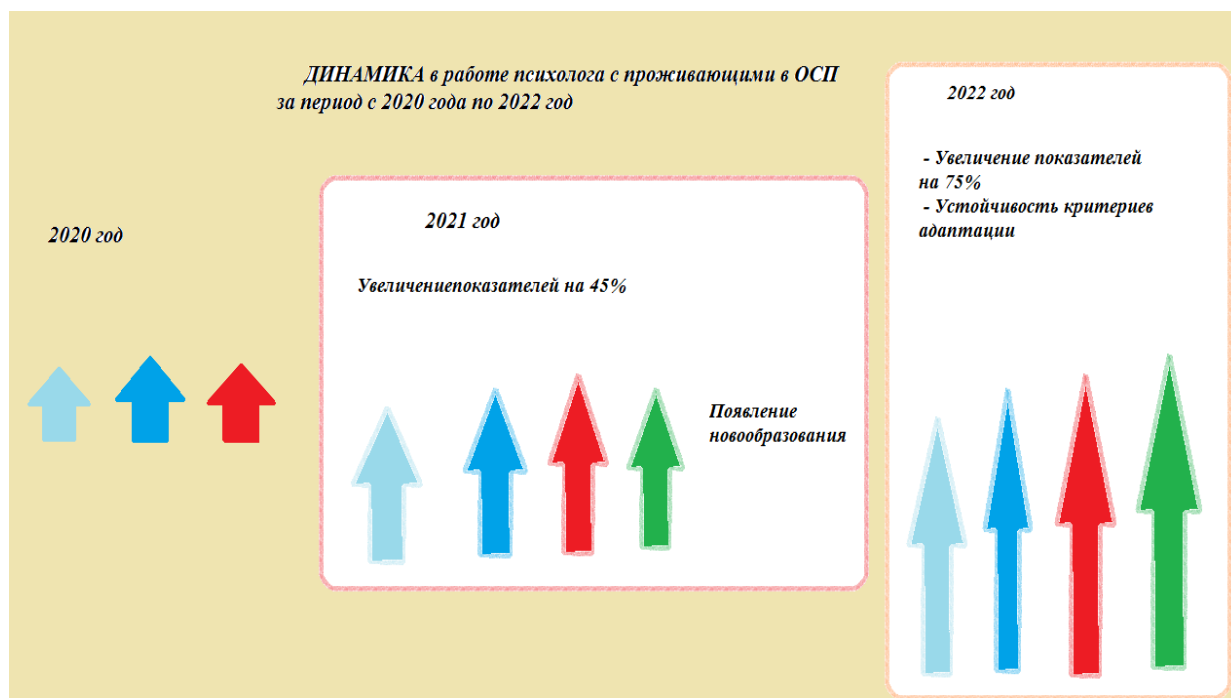 ДИНАМИКА в работе психолога с проживающими в ОСП
за период с 2020 года по 2022 год
2020 год
2021 год
Увеличениепоказателей на 45%
Появление
новообразования
2022 год
- Увеличение показателей
на 75%
- Устойчивость критериев
адаптации